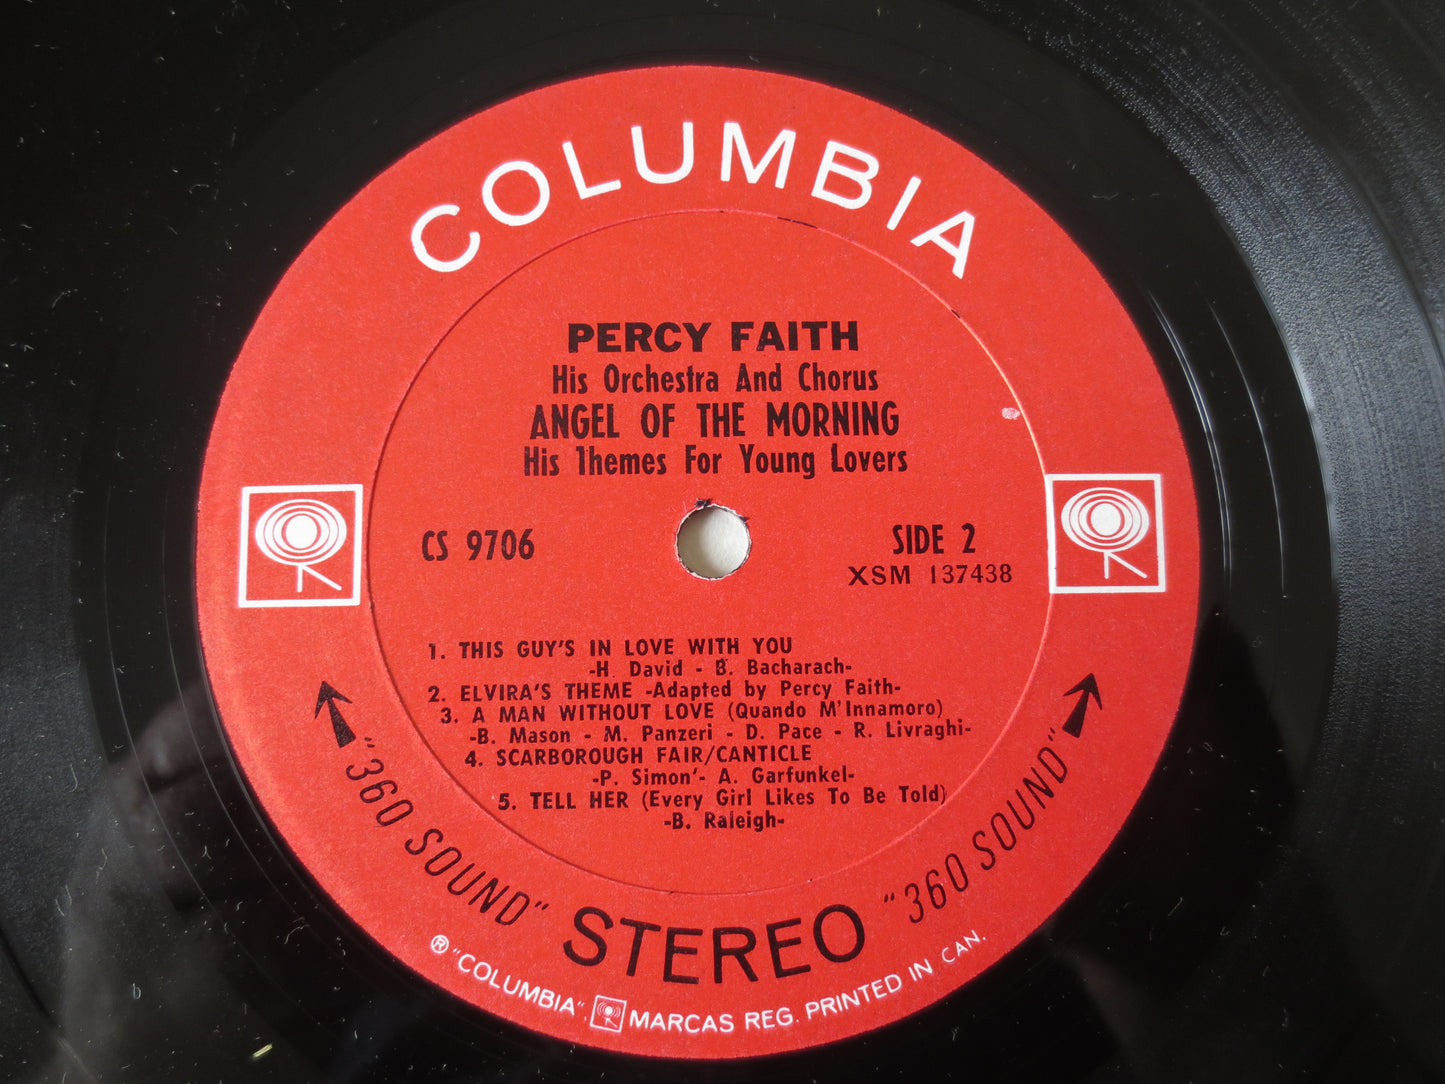 COLUMBIA
PERCY FAITH
His Orchestra And Chorus
ANGEL OF THE MORNING
His Themes For Young Lovers
CS 9706
SIDE 2
XSM 137438
1. THIS GUY'S IN LOVE WITH YOU
-H. David - B. Bacharach-
2. ELVIRA'S THEME -Adapted by Percy Faith-
3. A MAN WITHOUT LOVE (Quando M'Innamoro)
-B. Mason - M. Panzeri - D. Pace - R. Livraghi-
4. SCARBOROUGH FAIR/CANTICLE
-P. Simon'- A. Garfunkel-
5. TELL HER (Every Girl Likes To Be Told)
-B. Raleigh-
"360 SOUND" STEREO "360 SOUND"
® "COLUMBIA", MARCAS REG. PRINTED IN CAN.